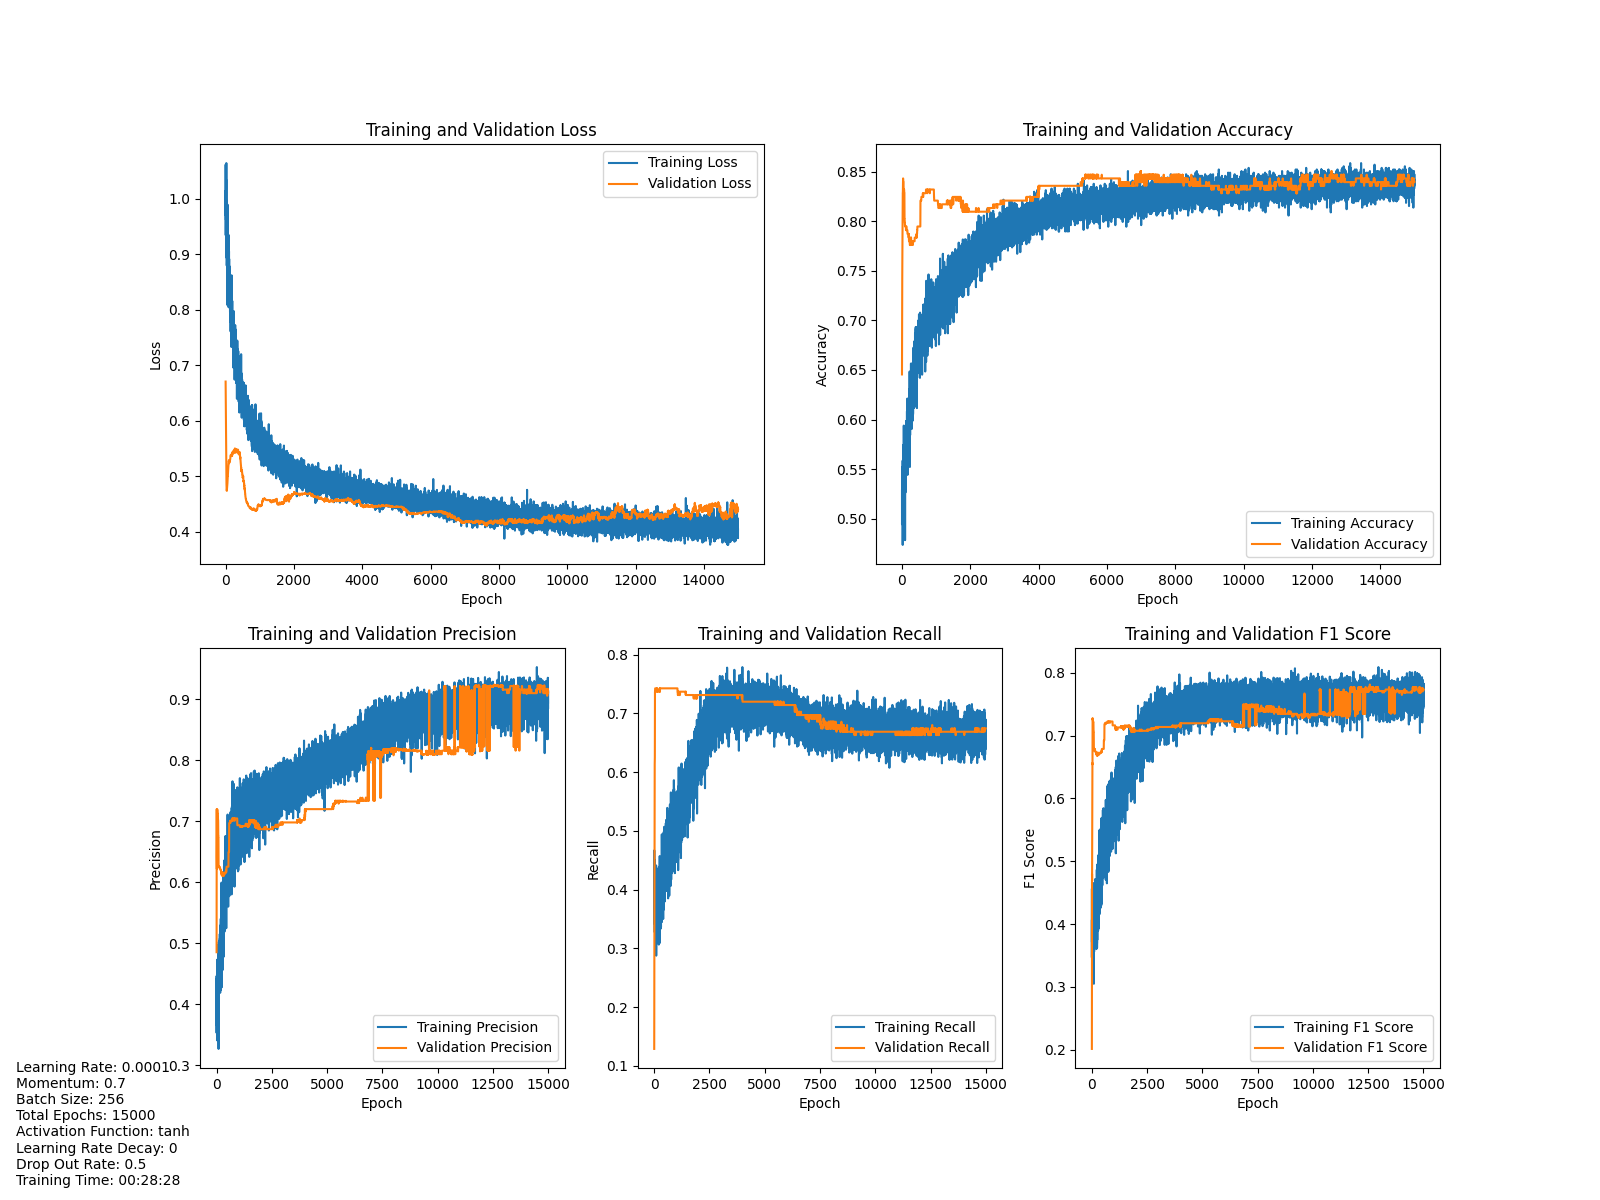 Training and Validation Loss
1.0
0.9
0.8
0.7
0.6
0.5
0.4
Loss
Training Loss
Validation Loss
0 2000 4000 6000 8000 10000 12000 14000
Epoch
Training and Validation Accuracy
0.85
0.80
0.75
0.70
0.65
0.60
0.55
0.50
Accuracy
Training Accuracy
Validation Accuracy
0 2000 4000 6000 8000 10000 12000 14000
Epoch
Training and Validation Precision
0.9
0.8
0.7
0.6
0.5
0.4
0.3
Precision
Training Precision
Validation Precision
0 2500 5000 7500 10000 12500 15000
Epoch
Training and Validation Recall
0.8
0.7
0.6
0.5
0.4
0.3
0.2
0.1
Recall
Training Recall
Validation Recall
0 2500 5000 7500 10000 12500 15000
Epoch
Training and Validation F1 Score
0.8
0.7
0.6
0.5
0.4
0.3
0.2
F1 Score
Training F1 Score
Validation F1 Score
0 2500 5000 7500 10000 12500 15000
Epoch
Learning Rate: 0.0001
Momentum: 0.7
Batch Size: 256
Total Epochs: 15000
Activation Function: tanh
Learning Rate Decay: 0
Drop Out Rate: 0.5
Training Time: 00:28:28